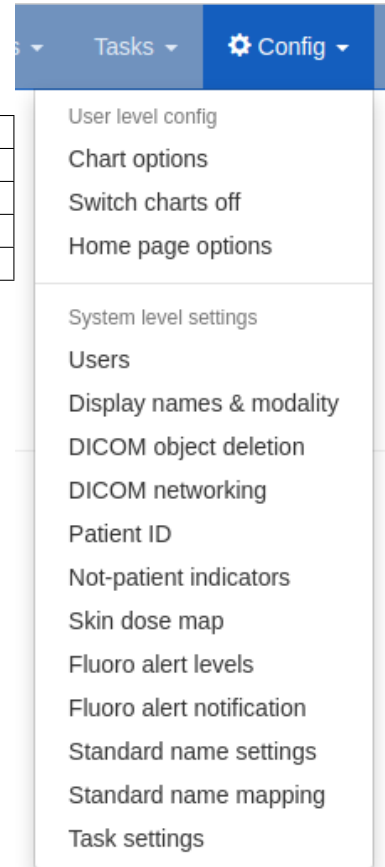 s
Tasks
Config
User level config
Chart options
Switch charts off
Home page options
System level settings
Users
Display names & modality
DICOM object deletion
DICOM networking
Patient ID
Not-patient indicators
Skin dose map
Fluoro alert levels
Fluoro alert notification
Standard name settings
Standard name mapping
Task settings